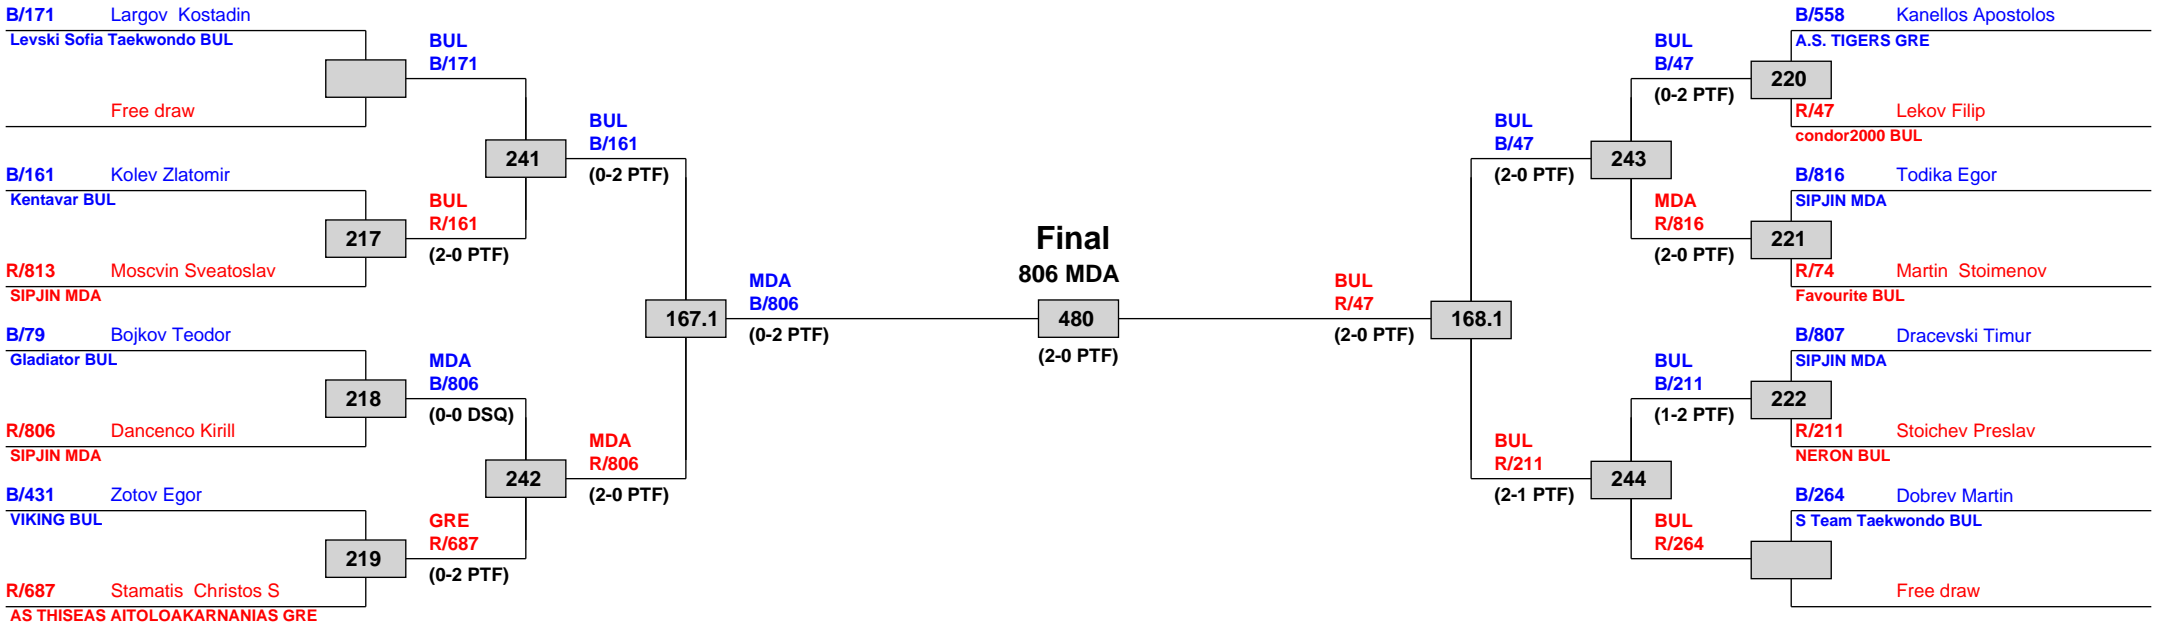 B/171 Largov Kostadin
Levski Sofia Taekwondo BUL
Free draw
B/161 Kolev Zlatomir
Kentavar BUL
217
R/813 Moscvin Sveatoslav
SIPJIN MDA
B/79 Bojkov Teodor
Gladiator BUL
218
R/806 Dancenco Kirill
SIPJIN MDA
B/431 Zotov Egor
VIKING BUL
219
R/687 Stamatis Christos S
AS THISEAS AITOLOAKARNANIAS GRE
BUL
B/171
241
BUL
R/161
(2-0 PTF)
MDA
B/806
(0-0 DSQ)
242
GRE
R/687
(0-2 PTF)
BUL
B/161
(0-2 PTF)
167.1
MDA
R/806
(2-0 PTF)
MDA
B/806
(0-2 PTF)
Final
806 MDA
480
(2-0 PTF)
BUL
R/47
(2-0 PTF)
BUL
B/47
(2-0 PTF)
168.1
BUL
R/211
(2-1 PTF)
BUL
B/47
(0-2 PTF)
243
MDA
R/816
(2-0 PTF)
BUL
B/211
(1-2 PTF)
244
BUL
R/264
B/558 Kanellos Apostolos
A.S. TIGERS GRE
220
R/47 Lekov Filip
condor2000 BUL
B/816 Todika Egor
SIPJIN MDA
221
R/74 Martin Stoimenov
Favourite BUL
B/807 Dracevski Timur
SIPJIN MDA
222
R/211 Stoichev Preslav
NERON BUL
B/264 Dobrev Martin
S Team Taekwondo BUL
Free draw